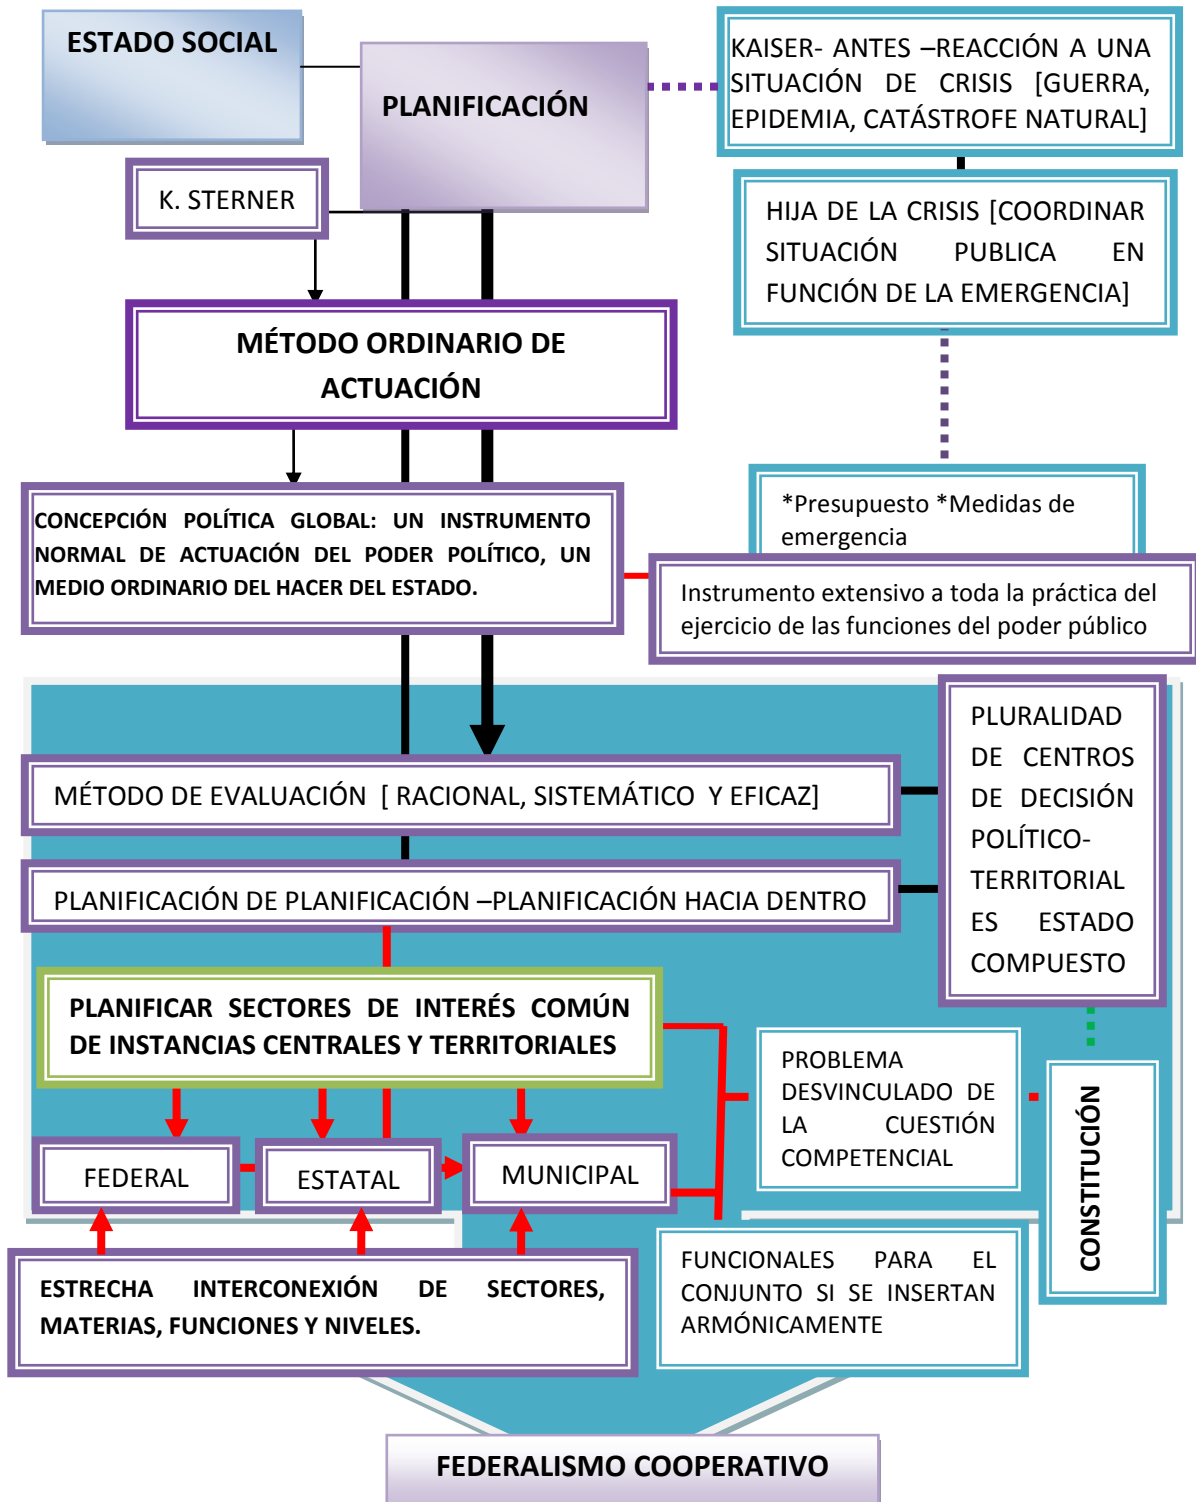 ESTADO SOCIAL
PLANIFICACIÓN
KAISER- ANTES –REACCIÓN A UNA
SITUACIÓN DE CRISIS [GUERRA,
EPIDEMIA, CATÁSTROFE NATURAL]
K. STERNER
HIJA DE LA CRISIS [COORDINAR
SITUACIÓN PUBLICA EN
FUNCIÓN DE LA EMERGENCIA]
MÉTODO ORDINARIO DE
ACTUACIÓN
CONCEPCIÓN POLÍTICA GLOBAL: UN INSTRUMENTO
NORMAL DE ACTUACIÓN DEL PODER POLÍTICO, UN
MEDIO ORDINARIO DEL HACER DEL ESTADO.
*Presupuesto *Medidas de
emergencia
Instrumento extensivo a toda la práctica del
ejercicio de las funciones del poder público
PLURALIDAD
DE CENTROS
DE DECISIÓN
POLÍTICO-
TERRITORIAL
ES ESTADO
COMPUESTO
MÉTODO DE EVALUACIÓN [ RACIONAL, SISTEMÁTICO Y EFICAZ]
PLANIFICACIÓN DE PLANIFICACIÓN –PLANIFICACIÓN HACIA DENTRO
PLANIFICAR SECTORES DE INTERÉS COMÚN
DE INSTANCIAS CENTRALES Y TERRITORIALES
PROBLEMA
DESVINCULADO DE
LA CUESTIÓN
COMPETENCIAL
CONSTITUCIÓN
FEDERAL
ESTATAL
MUNICIPAL
ESTRECHA INTERCONEXIÓN DE SECTORES,
MATERIAS, FUNCIONES Y NIVELES.
FUNCIONALES PARA EL
CONJUNTO SI SE INSERTAN
ARMÓNICAMENTE
FEDERALISMO COOPERATIVO